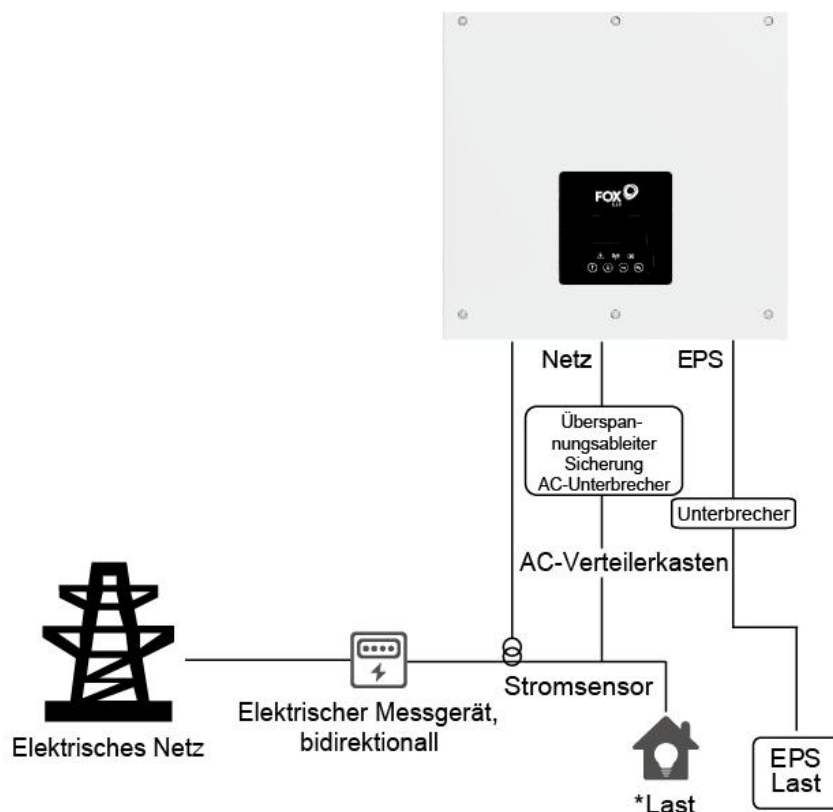 FOX
ESS
Netz
EPS
Überspan-
nungsableiter
Sicherung
AC-Unterbrecher
Unterbrecher
AC-Verteilerkasten
Stromsensor
Elektrischer Messgerät,
bidirektionall
Elektrisches Netz
*Last
EPS
Last